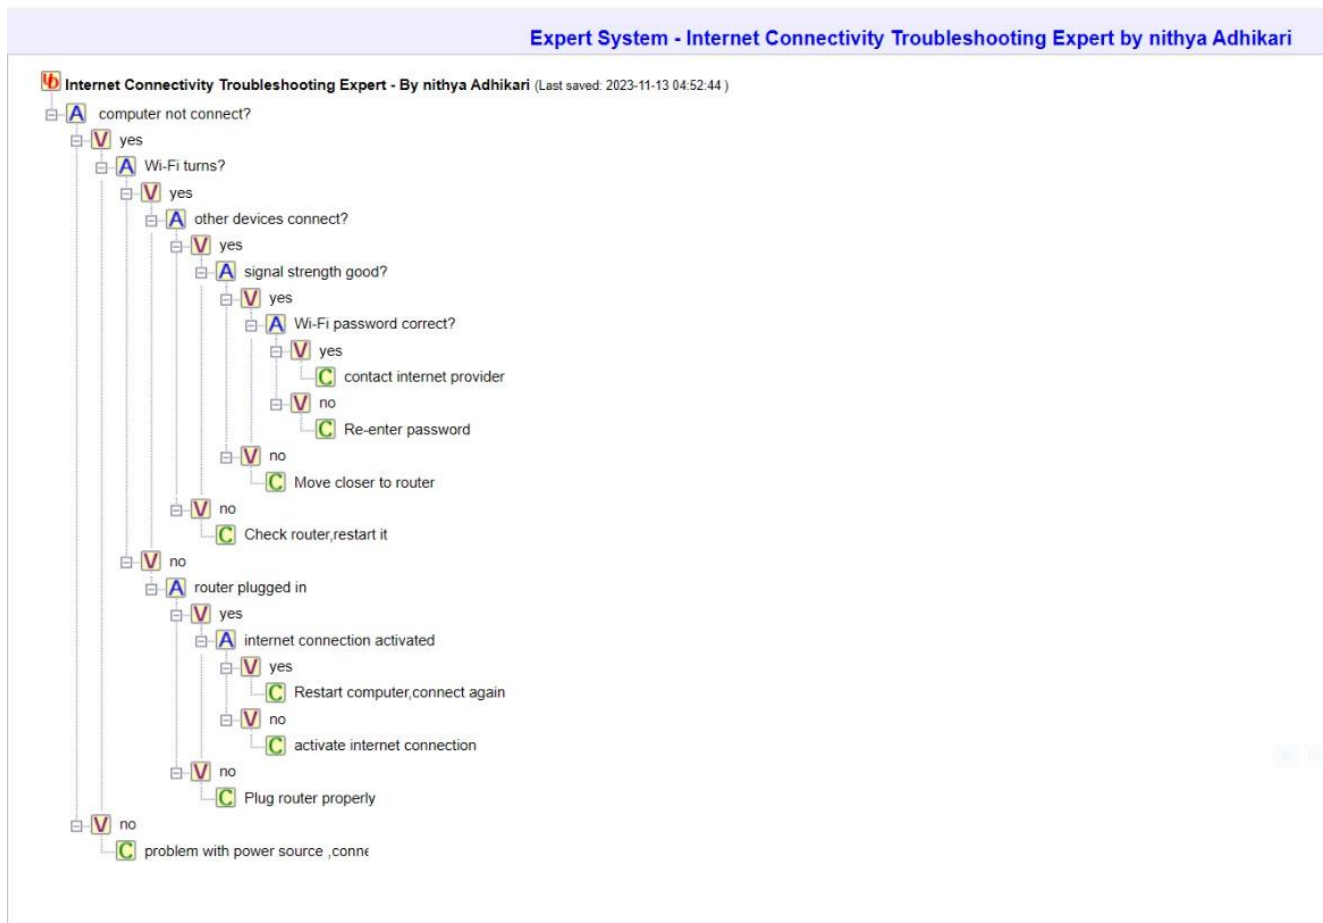 Expert System - Internet Connectivity Troubleshooting Expert by nithya Adhikari
Internet Connectivity Troubleshooting Expert - By nithya Adhikari (Last saved: 2023-11-13 04:52:44 )
A computer not connect?
V yes
A Wi-Fi turns?
V yes
A other devices connect?
V yes
A signal strength good?
V yes
A Wi-Fi password correct?
V yes
C contact internet provider
V no
C Re-enter password
V no
C Move closer to router
V no
C Check router,restart it
V no
A router plugged in
V yes
A internet connection activated
V yes
C Restart computer,connect again
V no
C activate internet connection
V no
C Plug router properly
V no
C problem with power source ,conne